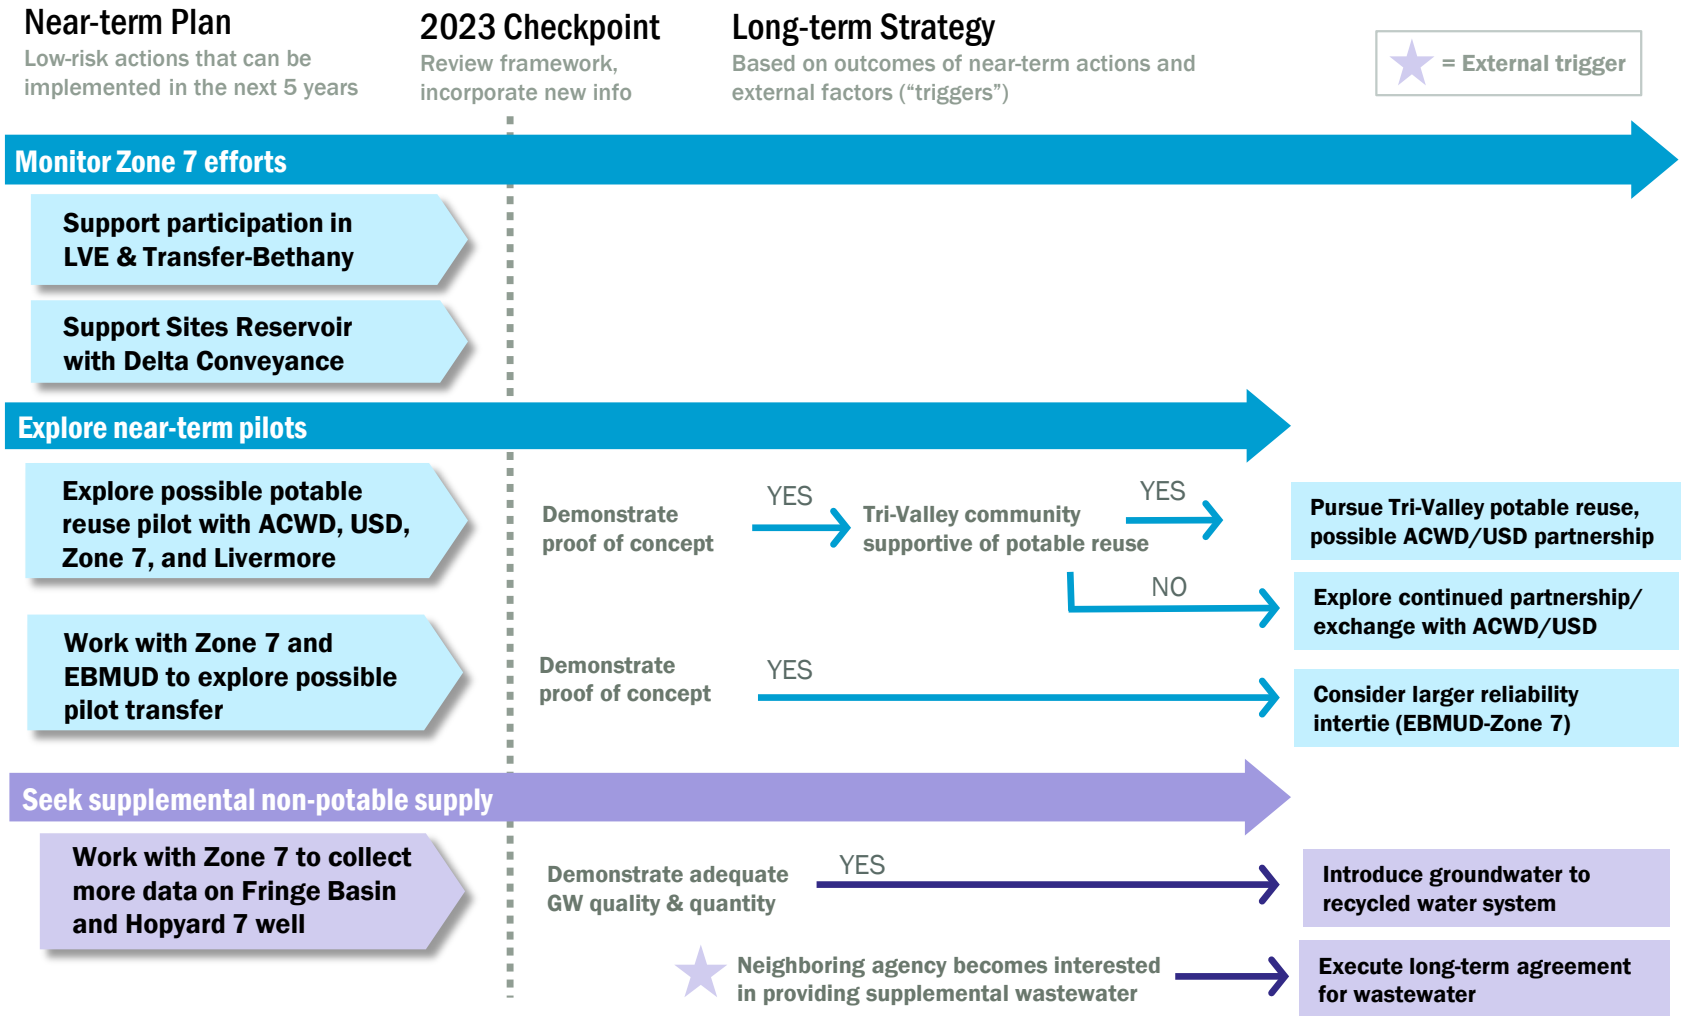 Near-term Plan
Low-risk actions that can be
implemented in the next 5 years
2023 Checkpoint
Review framework,
incorporate new info
Long-term Strategy
Based on outcomes of near-term actions and
external factors (“triggers”)
= External trigger
Monitor Zone 7 efforts
Support participation in
LVE & Transfer-Bethany
Support Sites Reservoir
with Delta Conveyance
Explore near-term pilots
Explore possible potable
reuse pilot with ACWD, USD,
Zone 7, and Livermore
Demonstrate
proof of concept
YES
Tri-Valley community
supportive of potable reuse
YES
Pursue Tri-Valley potable reuse,
possible ACWD/USD partnership
NO
Explore continued partnership/
exchange with ACWD/USD
Work with Zone 7 and
EBMUD to explore possible
pilot transfer
Demonstrate
proof of concept
YES
Consider larger reliability
intertie (EBMUD-Zone 7)
Seek supplemental non-potable supply
Work with Zone 7 to collect
more data on Fringe Basin
and Hopyard 7 well
Demonstrate adequate
GW quality & quantity
YES
Introduce groundwater to
recycled water system
Neighboring agency becomes interested
in providing supplemental wastewater
Execute long-term agreement
for wastewater